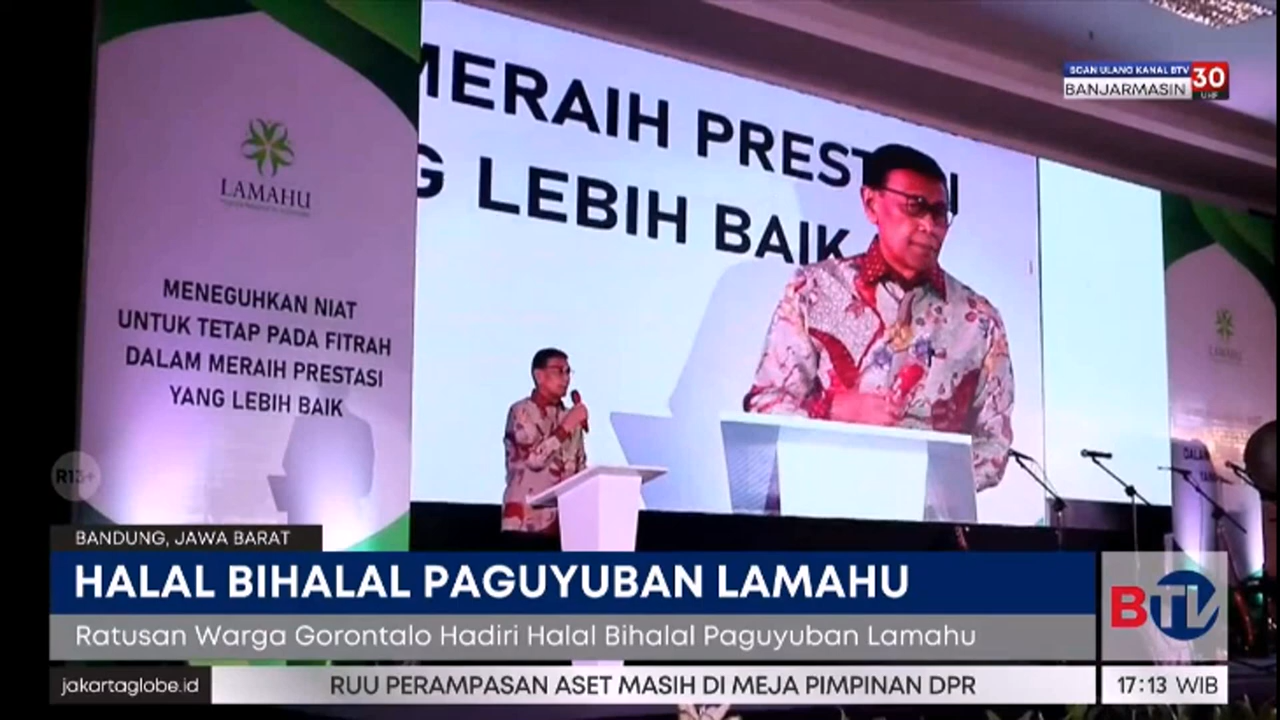 MERAIH PRESTASI
G LEBIH BAIK
SCAN ULANG KANAL BTV
BANJARMASIN
30
UHF
LAMAHU
MENEGUHKAN NIAT
UNTUK TETAP PADA FITRAH
DALAM MERAIH PRESTASI
YANG LEBIH BAIK
R13+
BANDUNG, JAWA BARAT
HALAL BIHALAL PAGUYUBAN LAMAHU
Ratusan Warga Gorontalo Hadiri Halal Bihalal Paguyuban Lamahu
BTV
jakartaglobe.id
RUU PERAMPASAN ASET MASIH DI MEJA PIMPINAN DPR
17:13 WIB